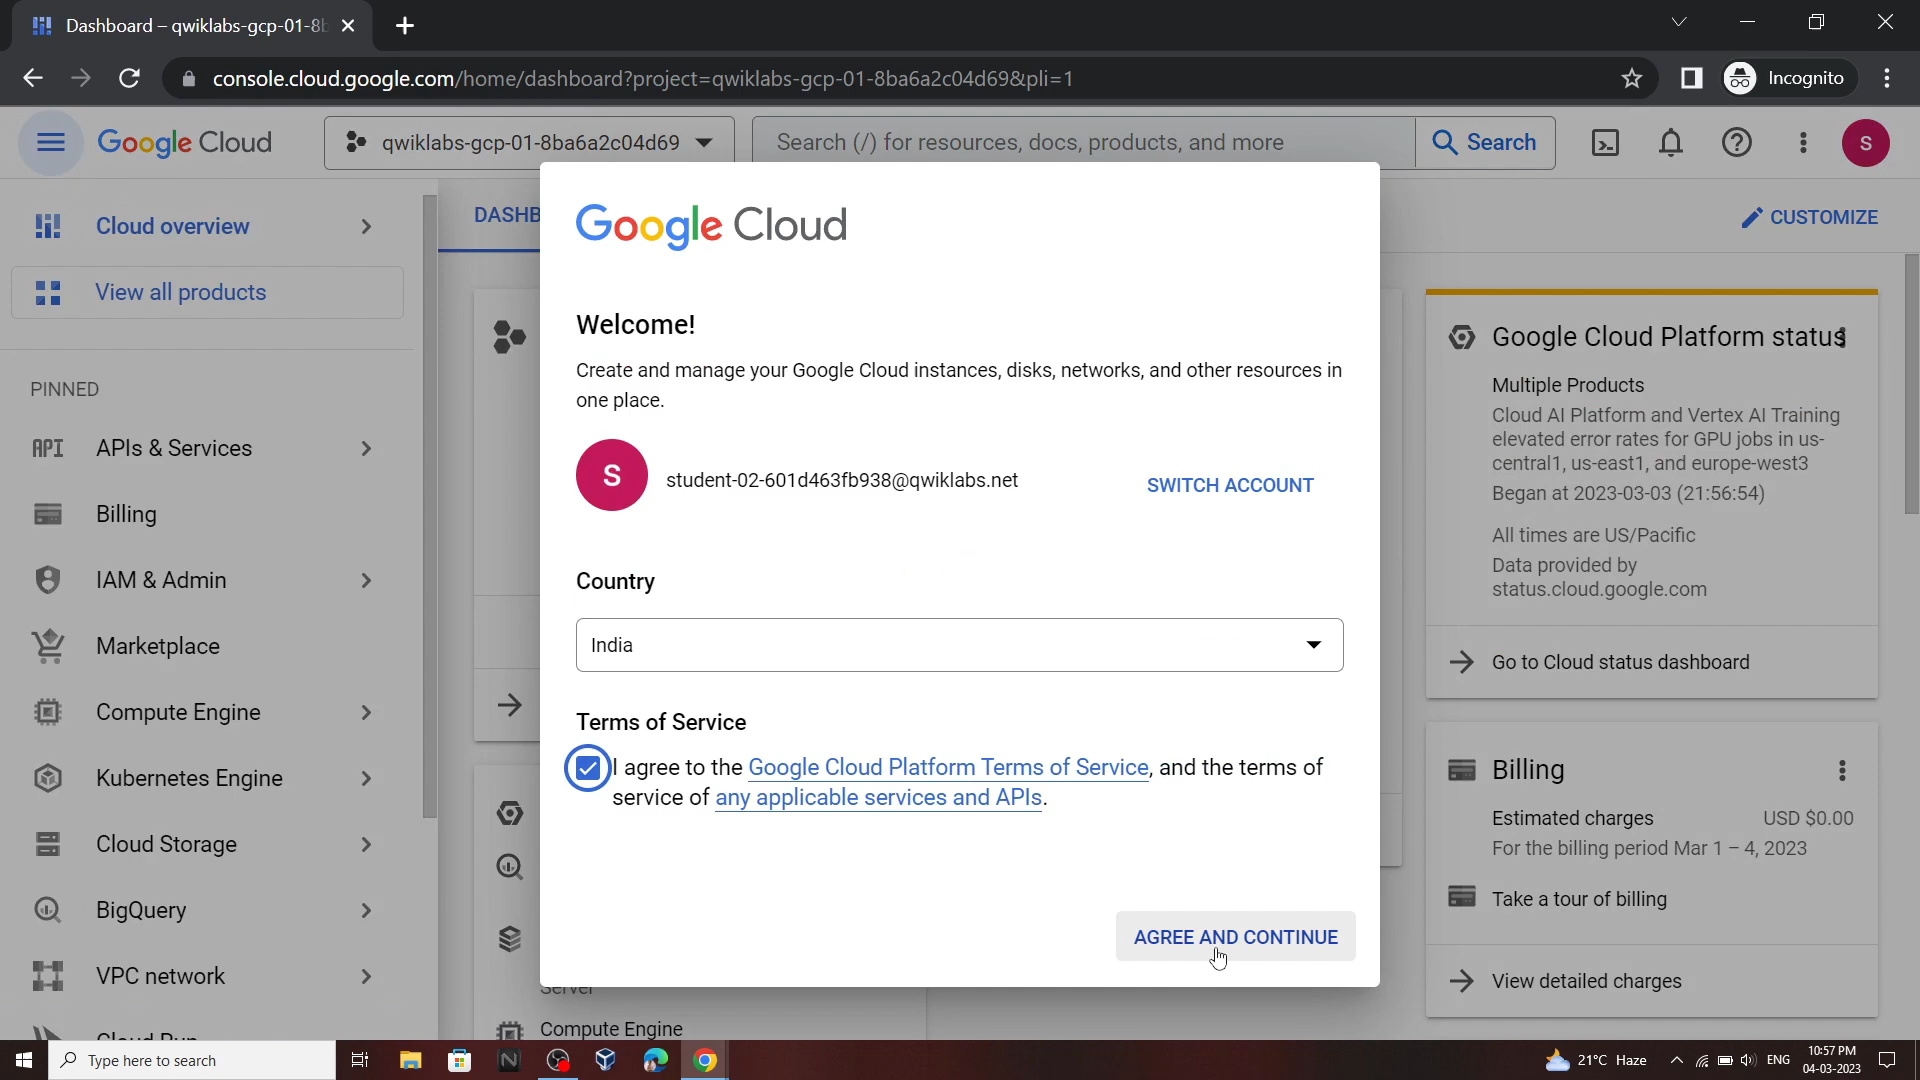 Dashboard – qwiklabs-gcp-01-8b
console.cloud.google.com/home/dashboard?project=qwiklabs-gcp-01-8ba6a2c04d69&pli=1
Incognito
Google Cloud
qwiklabs-gcp-01-8ba6a2c04d69
Search (/) for resources, docs, products, and more
Search
S
Cloud overview
View all products
PINNED
API APIs & Services
Billing
IAM & Admin
Marketplace
Compute Engine
Kubernetes Engine
Cloud Storage
BigQuery
VPC network
Cloud Run
DASHB
CUSTOMIZE
Google Cloud
Welcome!
Create and manage your Google Cloud instances, disks, networks, and other resources in
one place.
S
student-02-601d463fb938@qwiklabs.net
SWITCH ACCOUNT
Country
India
Terms of Service
I agree to the Google Cloud Platform Terms of Service, and the terms of
service of any applicable services and APIs.
AGREE AND CONTINUE
Server
Compute Engine
Google Cloud Platform status
Multiple Products
Cloud AI Platform and Vertex AI Training
elevated error rates for GPU jobs in us-
central1, us-east1, and europe-west3
Began at 2023-03-03 (21:56:54)
All times are US/Pacific
Data provided by
status.cloud.google.com
Go to Cloud status dashboard
Billing
Estimated charges USD $0.00
For the billing period Mar 1 – 4, 2023
Take a tour of billing
View detailed charges
Type here to search
21°C Haze
ENG
10:57 PM
04-03-2023